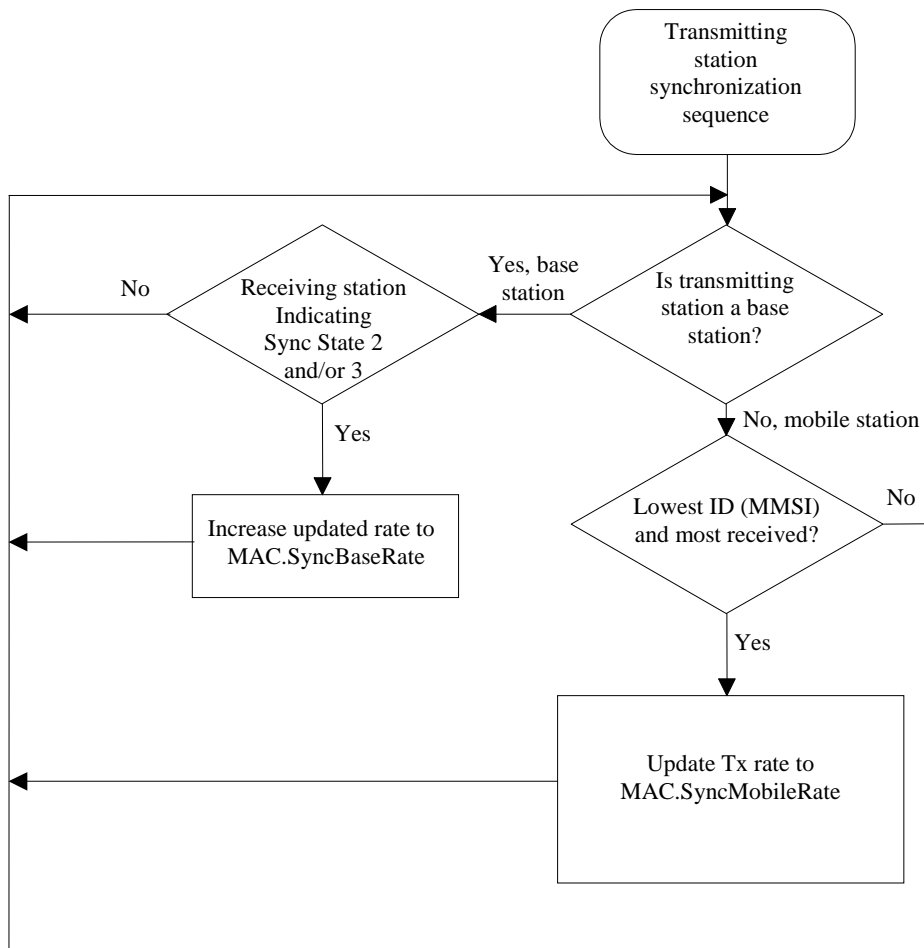 Transmitting
station
synchronization
sequence
Is transmitting
station a base
station?
Yes, base
station
Receiving station
Indicating
Sync State 2
and/or 3
No
Yes
Increase updated rate to
MAC.SyncBaseRate
No, mobile station
Lowest ID (MMSI)
and most received?
No
Yes
Update Tx rate to
MAC.SyncMobileRate